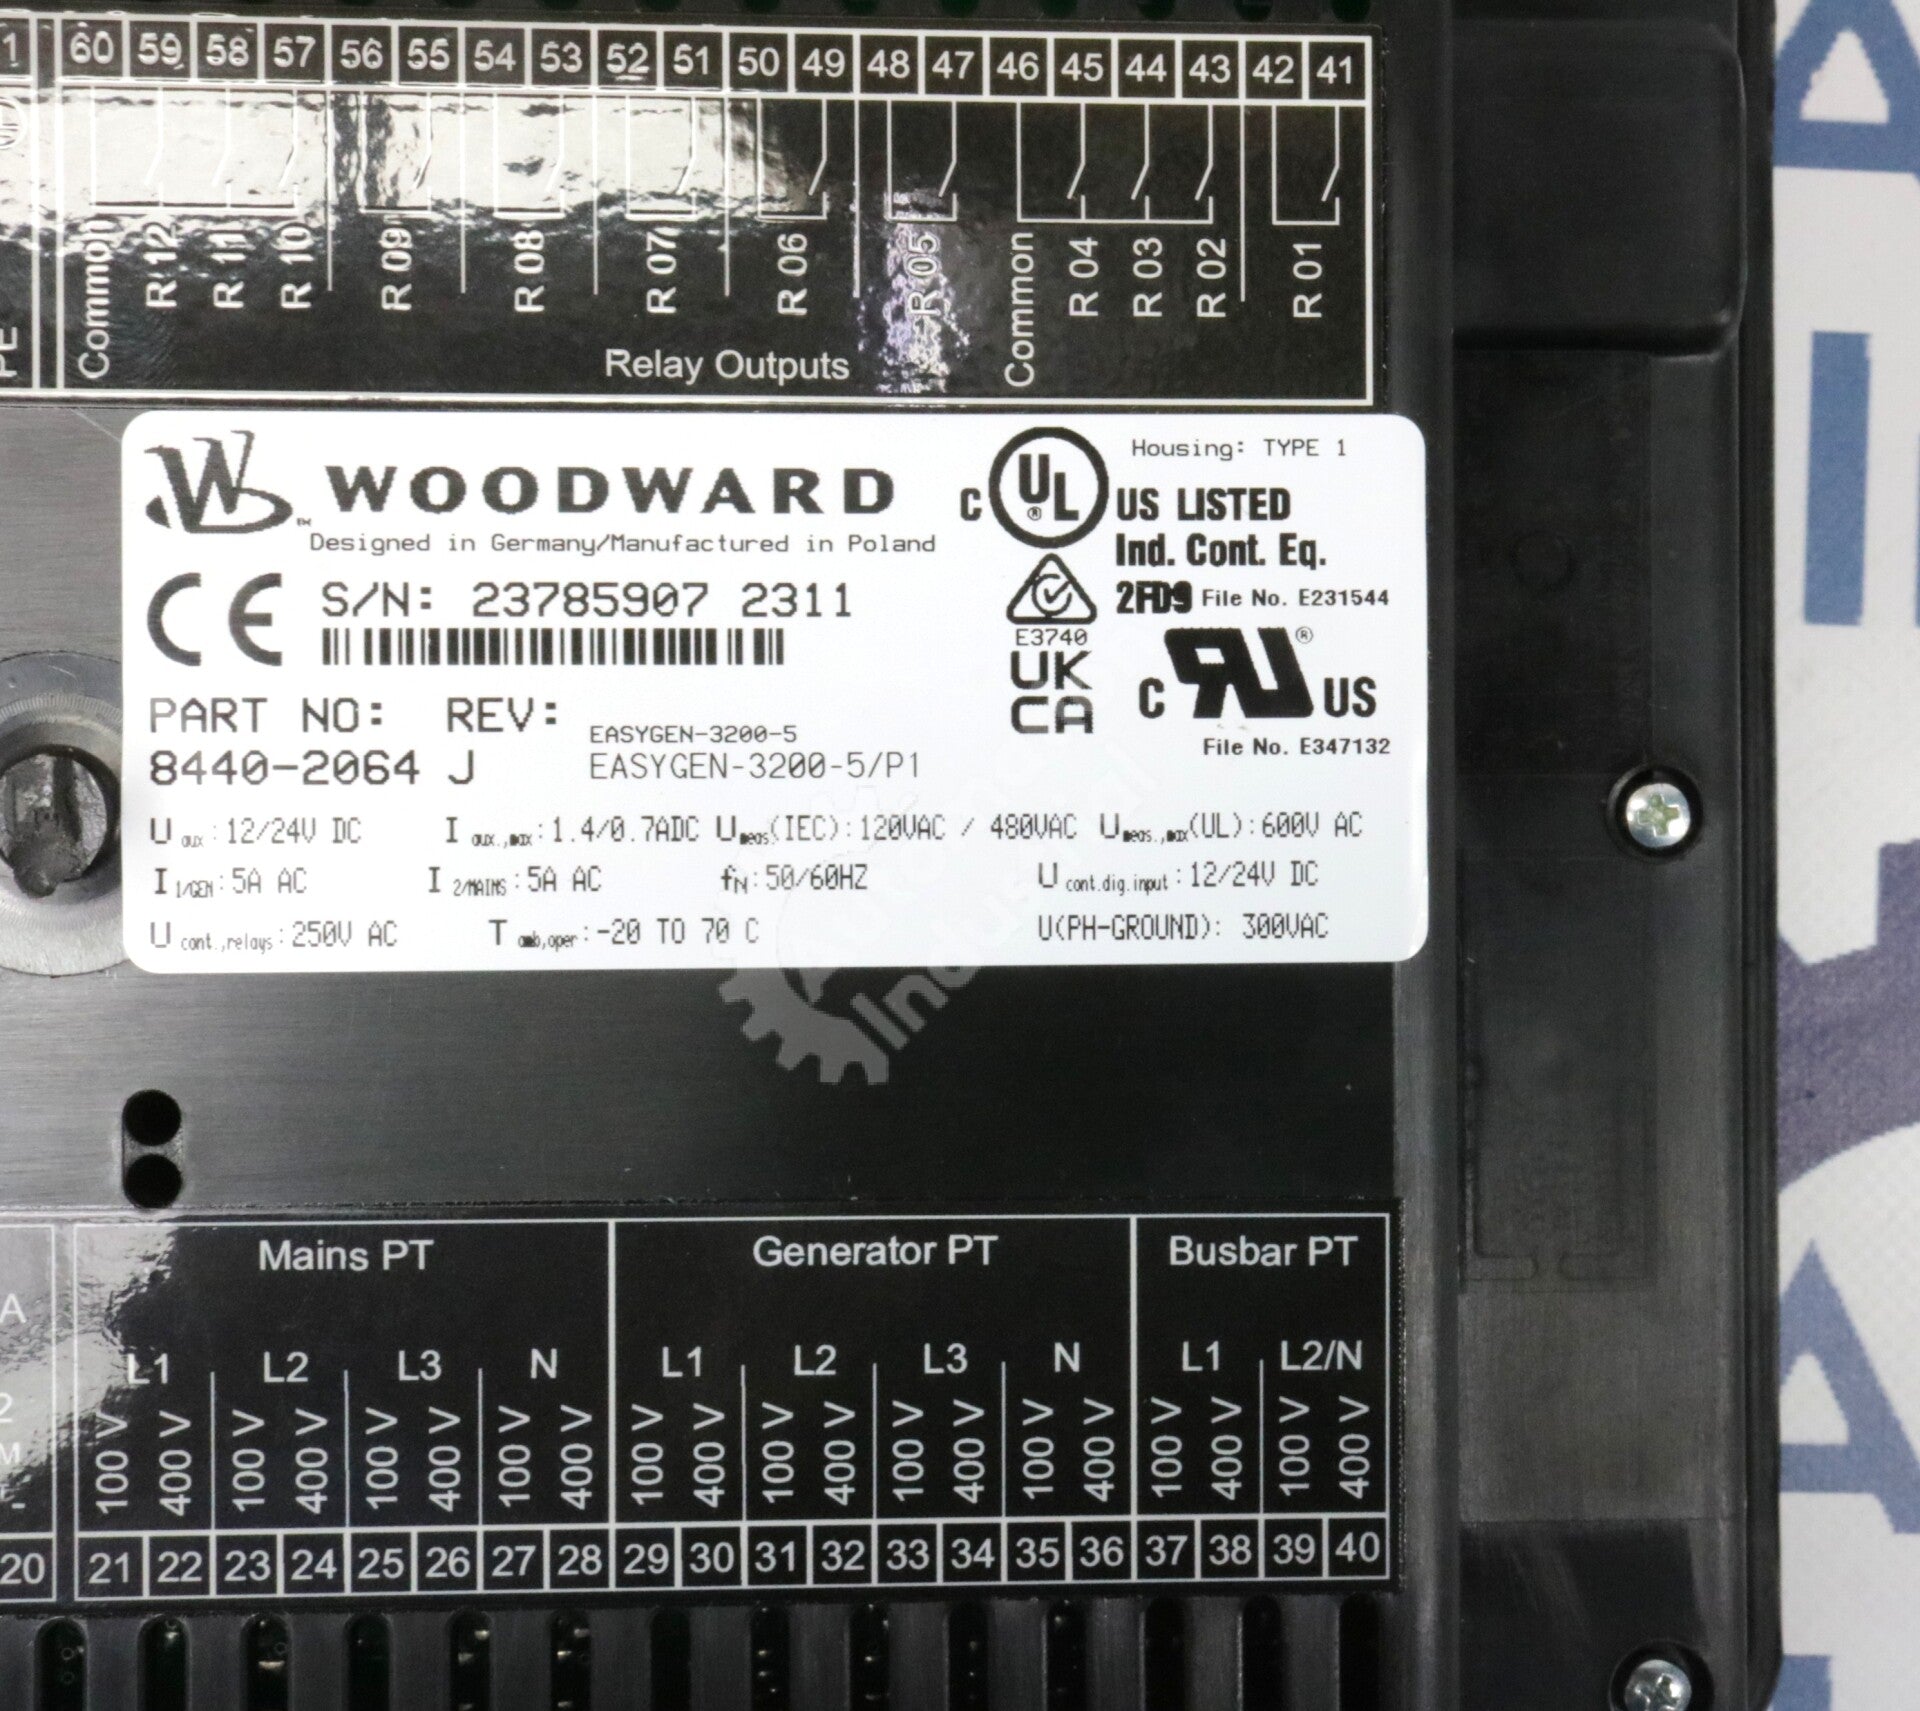 60 59 58 57 56 55 54 53 52 51 50 49 48 47 46 45 44 43 42 41
Common R 12 R 11 R 10 R 09 R 08 R 07 R 06 R 05 Common R 04 R 03 R 02 R 01
Relay Outputs
PE
WOODWARD
Designed in Germany/Manufactured in Poland
CE
S/N: 23785907 2311
PART NO: REV:
8440-2064 J
EASYGEN-3200-5
EASYGEN-3200-5/P1
Housing: TYPE 1
C UL ® US LISTED
Ind. Cont. Eq.
2FD9 File No. E231544
E3740
UK
CA
C RU ® US
File No. E347132
U aux: 12/24V DC I aux.,max: 1.4/0.7ADC U meas(IEC): 120VAC / 480VAC U meas.,max(UL): 600V AC
I 1/GEN: 5A AC I 2/MAINS: 5A AC fN: 50/60HZ U cont.dig.input: 12/24V DC
U cont.,relays: 250V AC T amb,oper: -20 TO 70 C U(PH-GROUND): 300VAC
Industrial
Mains PT Generator PT Busbar PT
L1 L2 L3 N L1 L2 L3 N L1 L2/N
100 V 400 V 100 V 400 V 100 V 400 V 100 V 400 V 100 V 400 V 100 V 400 V 100 V 400 V 100 V 400 V 100 V 400 V 100 V 400 V
20 21 22 23 24 25 26 27 28 29 30 31 32 33 34 35 36 37 38 39 40